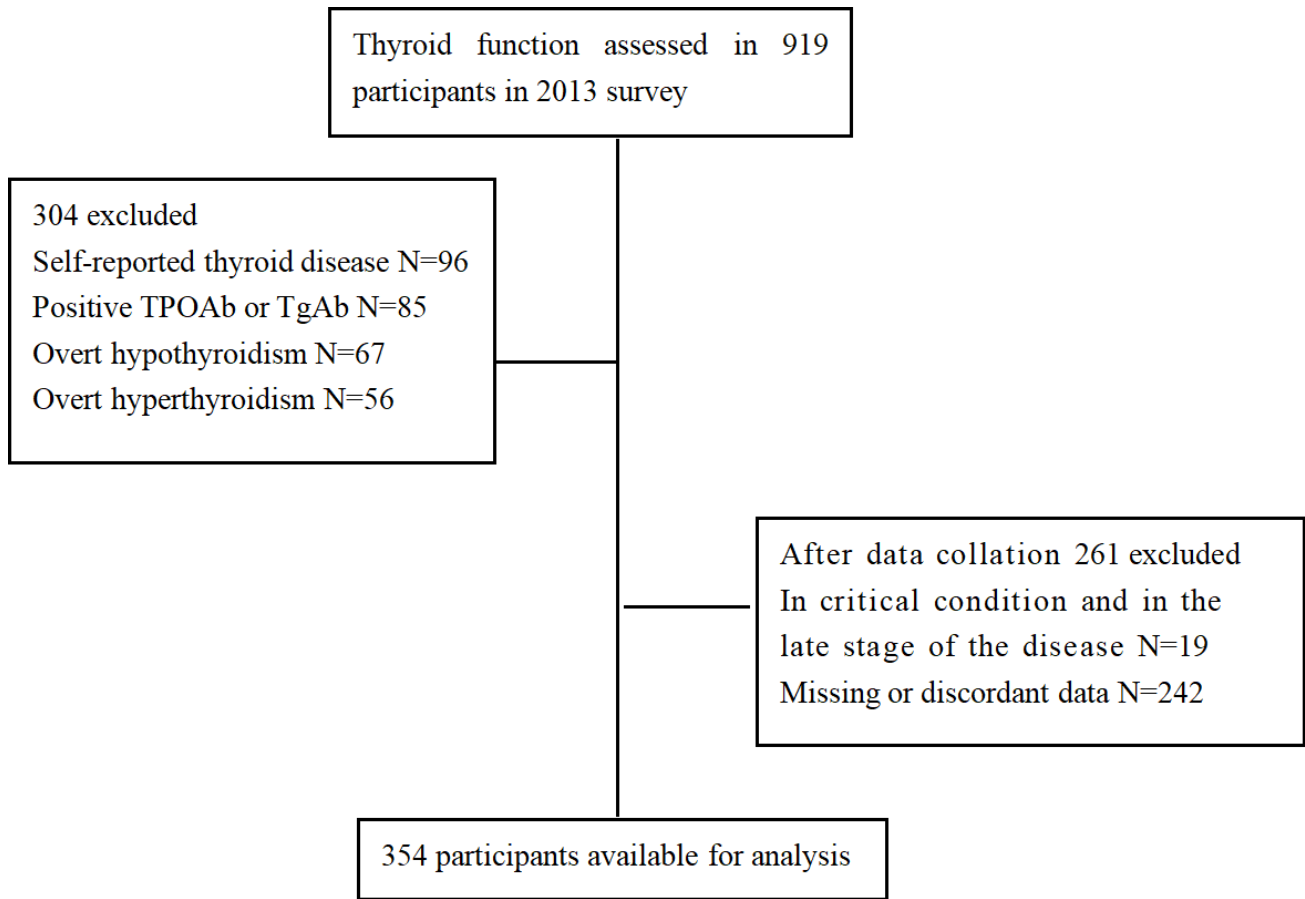 Thyroid function assessed in 919
participants in 2013 survey
304 excluded
Self-reported thyroid disease N=96
Positive TPOAb or TgAb N=85
Overt hypothyroidism N=67
Overt hyperthyroidism N=56
After data collation 261 excluded
In critical condition and in the
late stage of the disease N=19
Missing or discordant data N=242
354 participants available for analysis